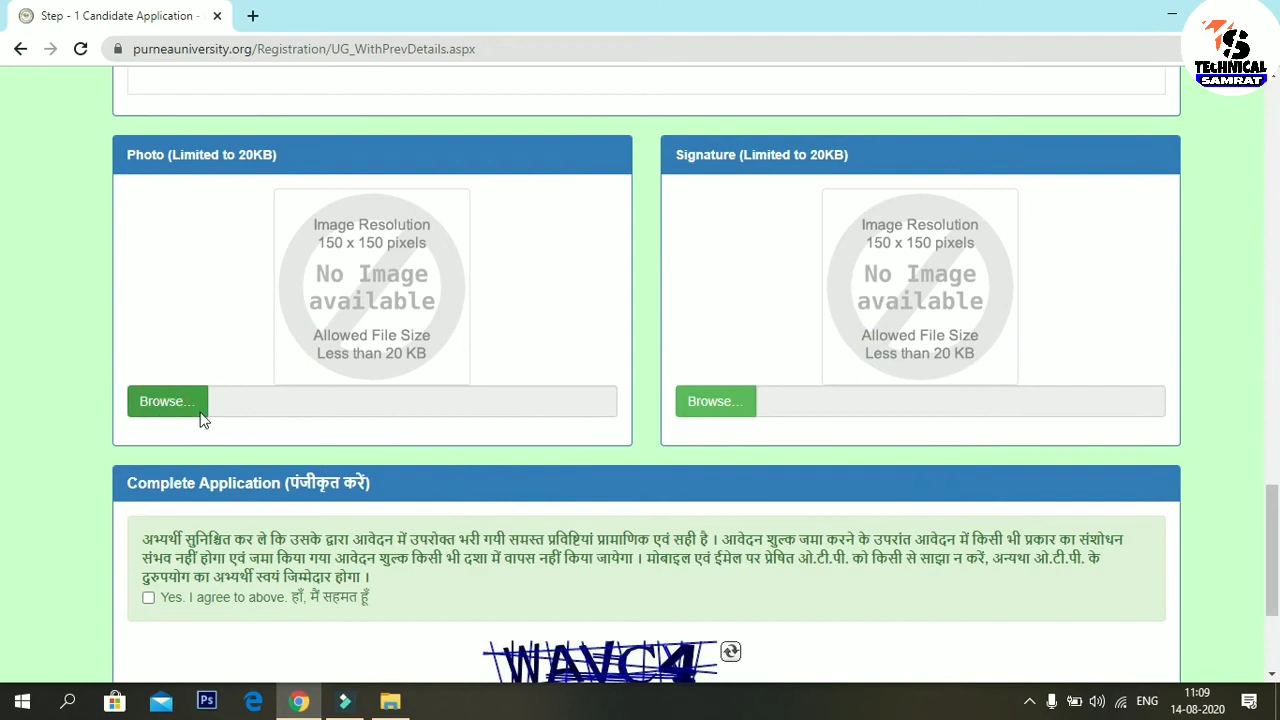 Step - 1 Candidate Application -
purneauniversity.org/Registration/UG_WithPrevDetails.aspx
TECHNICAL
SAMRAT
Photo (Limited to 20KB)
Signature (Limited to 20KB)
Image Resolution
150 x 150 pixels
No Image
available
Allowed File Size
Less than 20 KB
Image Resolution
150 x 150 pixels
No Image
available
Allowed File Size
Less than 20 KB
Browse...
Browse...
Complete Application (पंजीकृत करें)
अभ्यर्थी सुनिश्चित कर ले कि उसके द्वारा आवेदन में उपरोक्त भरी गयी समस्त प्रविष्टियां प्रामाणिक एवं सही है । आवेदन शुल्क जमा करने के उपरांत आवेदन में किसी भी प्रकार का संशोधन
संभव नहीं होगा एवं जमा किया गया आवेदन शुल्क किसी भी दशा में वापस नहीं किया जायेगा । मोबाइल एवं ईमेल पर प्रेषित ओ.टी.पी. को किसी से साझा न करें, अन्यथा ओ.टी.पी. के
दुरुपयोग का अभ्यर्थी स्वयं जिम्मेदार होगा ।
Yes. I agree to above. हाँ, मैं सहमत हूँ
WAVC4
Ps
ENG
11:09
14-08-2020